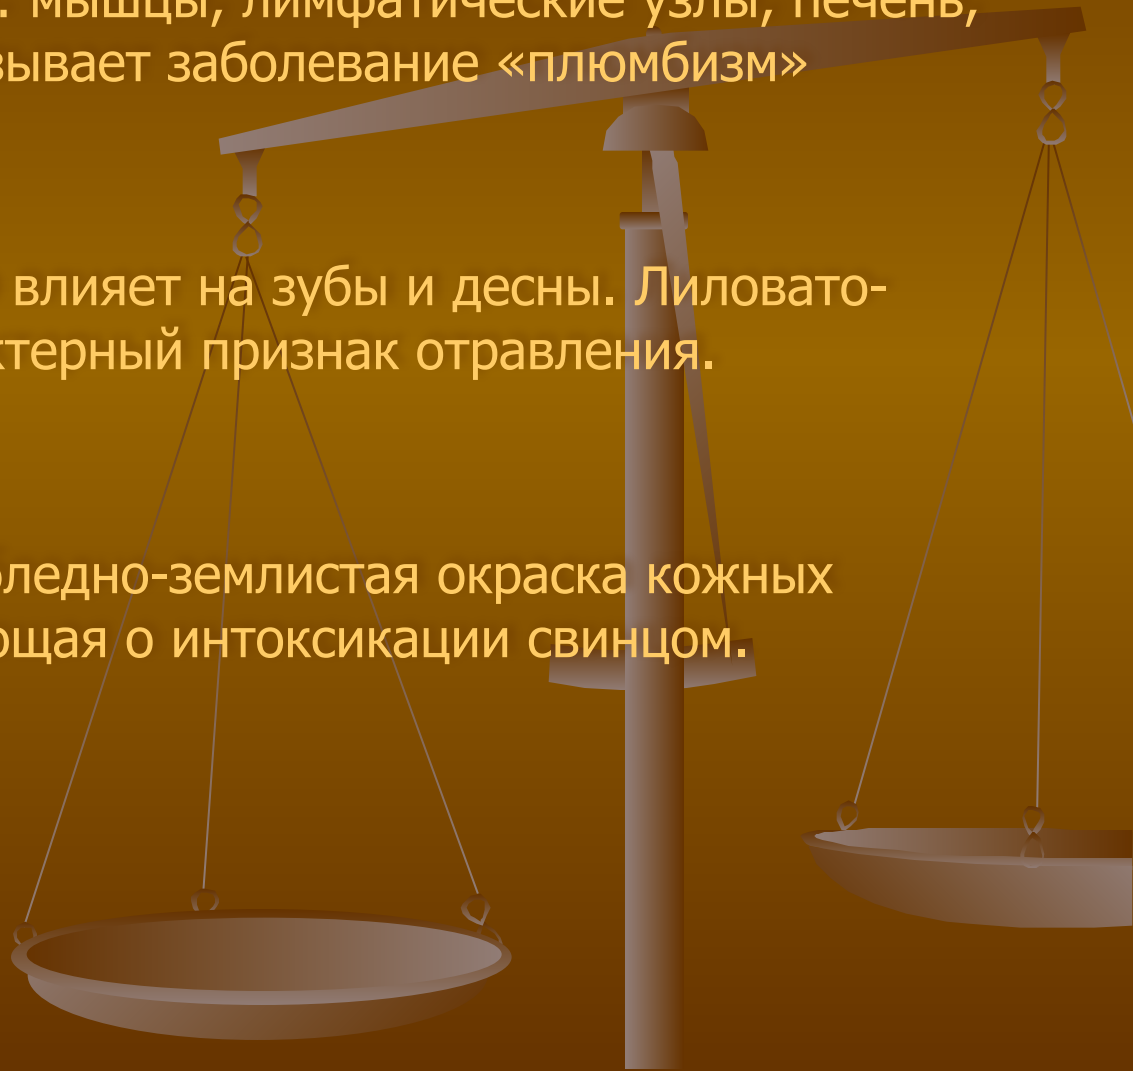 мышцы, лимфатические узлы, печень,
зывает заболевание «плюмбизм»
влияет на зубы и десны. Лиловато-
ктерный признак отравления.
бледно-землистая окраска кожных
ющая о интоксикации свинцом.